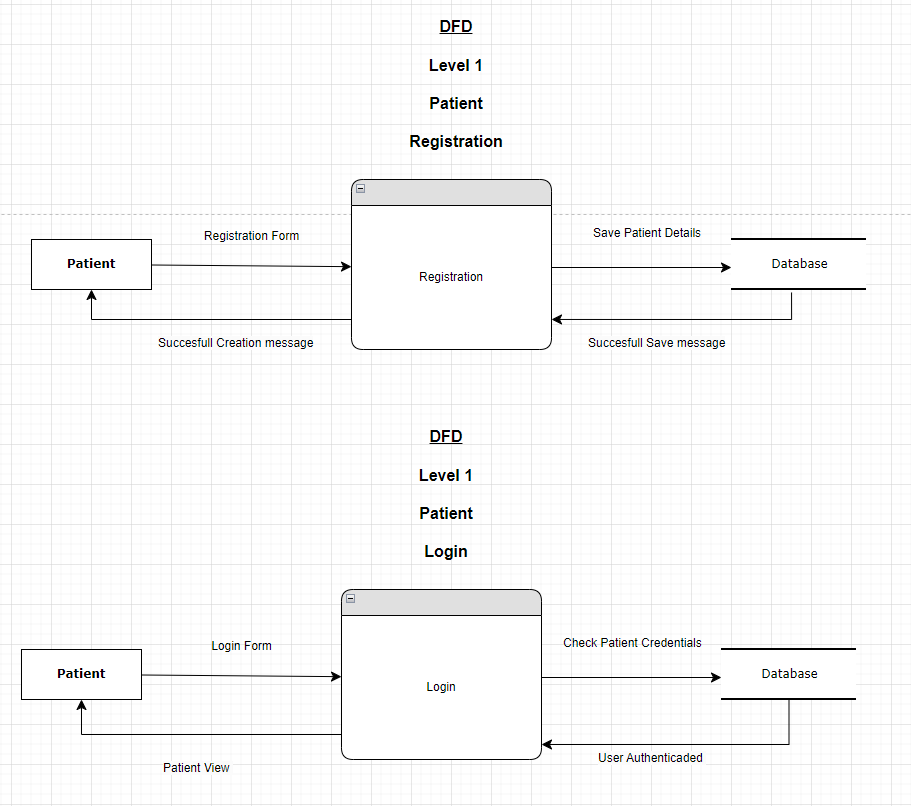 DFD
Level 1
Patient
Registration
Registration Form
Save Patient Details
Patient
Registration
Database
Succesfull Creation message
Succesfull Save message
DFD
Level 1
Patient
Login
Login Form
Check Patient Credentials
Patient
Login
Database
Patient View
User Authenticaded